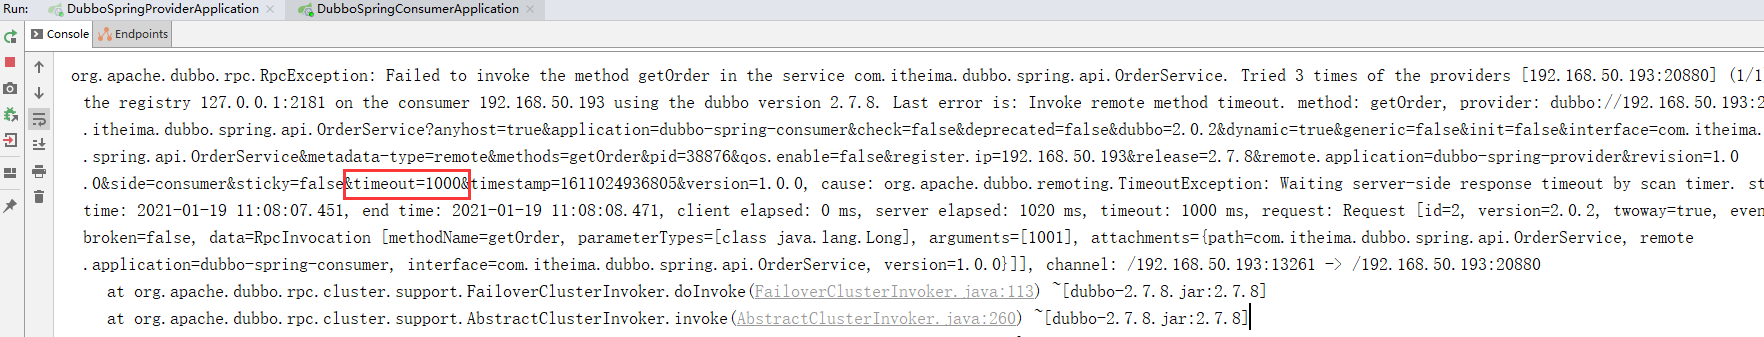 Run: DubboSpringProviderApplication × DubboSpringConsumerApplication ×
Console Endpoints
org.apache.dubbo.rpc.RpcException: Failed to invoke the method getOrder in the service com.itheima.dubbo.spring.api.OrderService. Tried 3 times of the providers [192.168.50.193:20880] (1/1
the registry 127.0.0.1:2181 on the consumer 192.168.50.193 using the dubbo version 2.7.8. Last error is: Invoke remote method timeout. method: getOrder, provider: dubbo://192.168.50.193:2
.itheima.dubbo.spring.api.OrderService?anyhost=true&application=dubbo-spring-consumer&check=false&deprecated=false&dubbo=2.0.2&dynamic=true&generic=false&init=false&interface=com.itheima.
.spring.api.OrderService&metadata-type=remote&methods=getOrder&pid=38876&qos.enable=false&register.ip=192.168.50.193&release=2.7.8&remote.application=dubbo-spring-provider&revision=1.0
.0&side=consumer&sticky=false&timeout=1000&timestamp=1611024936805&version=1.0.0, cause: org.apache.dubbo.remoting.TimeoutException: Waiting server-side response timeout by scan timer. st
time: 2021-01-19 11:08:07.451, end time: 2021-01-19 11:08:08.471, client elapsed: 0 ms, server elapsed: 1020 ms, timeout: 1000 ms, request: Request [id=2, version=2.0.2, twoway=true, even
broken=false, data=RpcInvocation [methodName=getOrder, parameterTypes=[class java.lang.Long], arguments=[1001], attachments={path=com.itheima.dubbo.spring.api.OrderService, remote
.application=dubbo-spring-consumer, interface=com.itheima.dubbo.spring.api.OrderService, version=1.0.0}]], channel: /192.168.50.193:13261 -> /192.168.50.193:20880
at org.apache.dubbo.rpc.cluster.support.FailoverClusterInvoker.doInvoke(FailoverClusterInvoker.java:113) ~[dubbo-2.7.8.jar:2.7.8]
at org.apache.dubbo.rpc.cluster.support.AbstractClusterInvoker.invoke(AbstractClusterInvoker.java:260) ~[dubbo-2.7.8.jar:2.7.8]